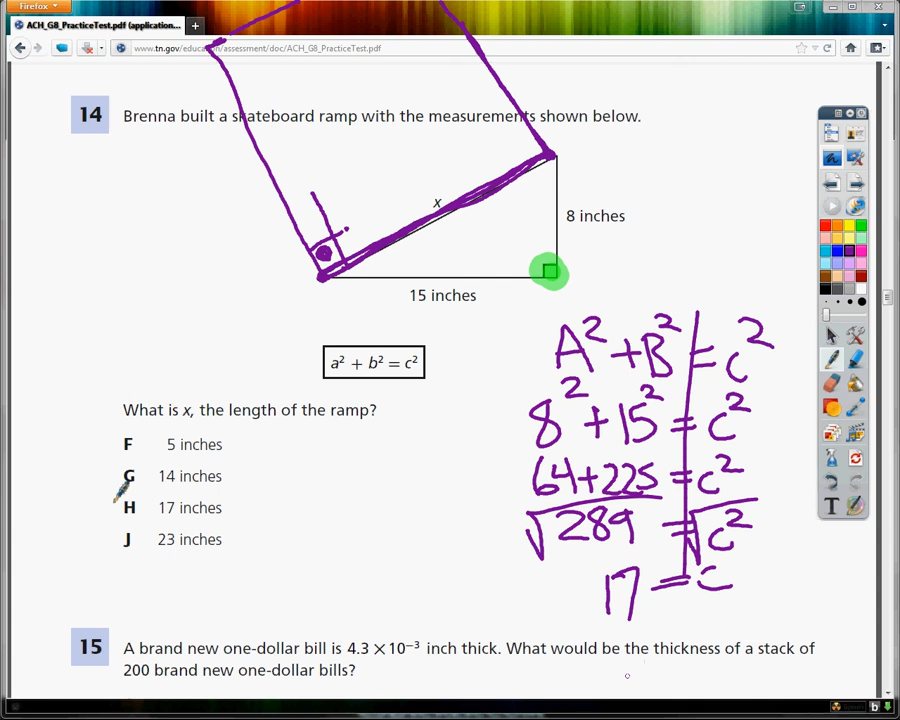 Firefox
ACH_G8_PracticeTest.pdf (application...
www.tn.gov/education/assessment/doc/ACH_G8_PracticeTest.pdf
14
Brenna built a skateboard ramp with the measurements shown below.
x
8 inches
15 inches
A² + B² = C²
a² + b² = c²
8² + 15² = C²
What is x, the length of the ramp?
F 5 inches
64 + 225 = C²
G 14 inches
H 17 inches
√289 = √C²
J 23 inches
17 = C
15
A brand new one-dollar bill is 4.3 × 10⁻³ inch thick. What would be the thickness of a stack of
200 brand new one-dollar bills?
T
b